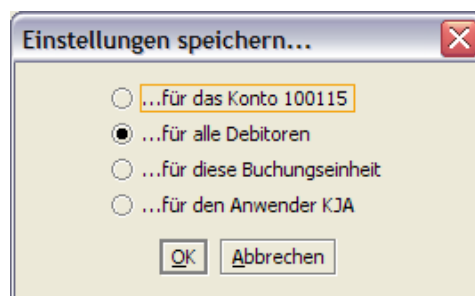 Einstellungen speichern...
...für das Konto 100115
...für alle Debitoren
...für diese Buchungseinheit
...für den Anwender KJA
OK
Abbrechen